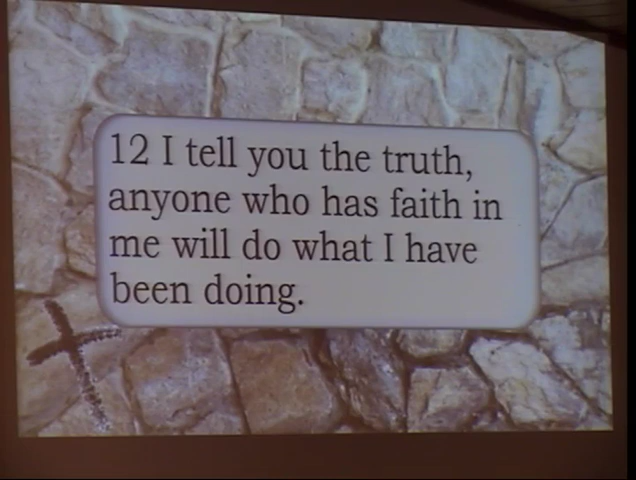 12 I tell you the truth,
anyone who has faith in
me will do what I have
been doing.